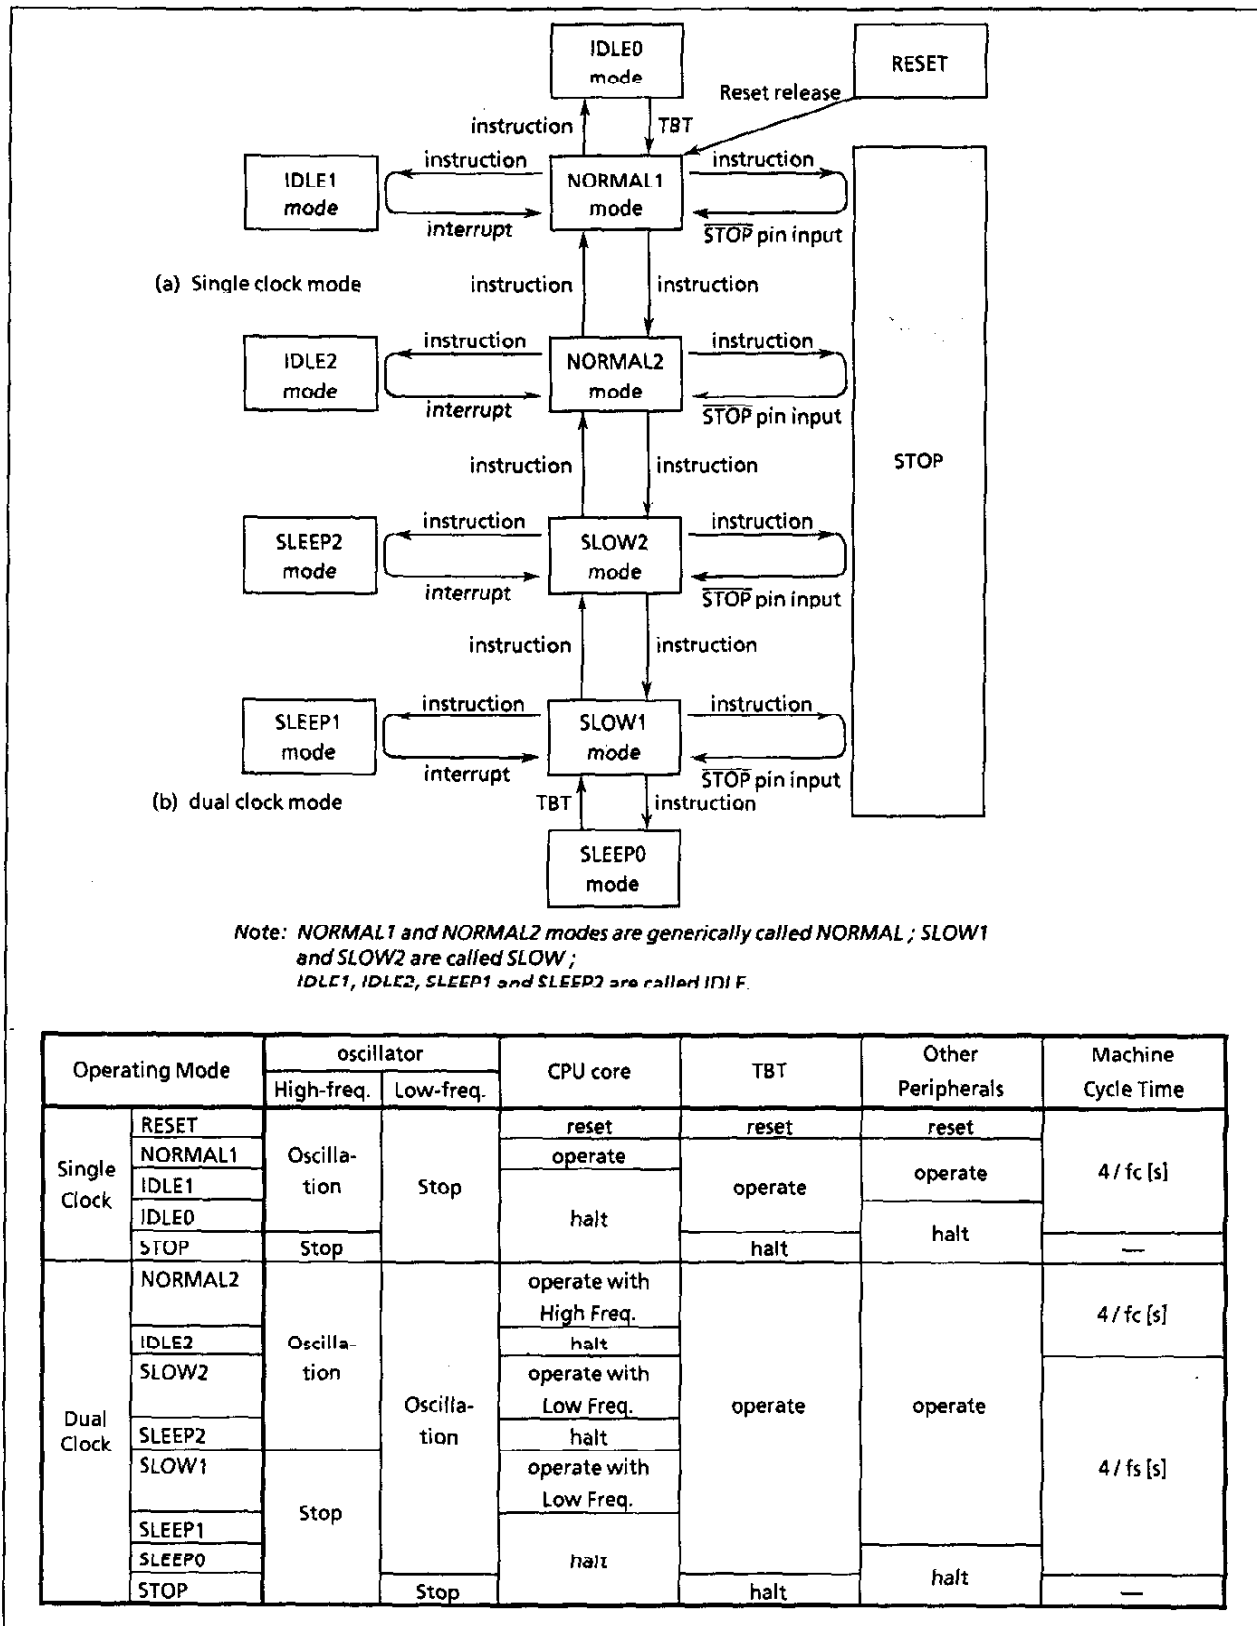 IDLE0
mode
RESET
Reset release
instruction
TBT
IDLE1
mode
instruction
interrupt
NORMAL1
mode
instruction
STOP pin input
(a) Single clock mode
instruction
instruction
IDLE2
mode
instruction
interrupt
NORMAL2
mode
instruction
STOP pin input
STOP
instruction
instruction
SLEEP2
mode
instruction
interrupt
SLOW2
mode
instruction
STOP pin input
instruction
instruction
SLEEP1
mode
instruction
interrupt
SLOW1
mode
instruction
STOP pin input
(b) dual clock mode
TBT
instruction
SLEEP0
mode
Note: NORMAL1 and NORMAL2 modes are generically called NORMAL ; SLOW1
and SLOW2 are called SLOW ;
IDLE1, IDLE2, SLEEP1 and SLEEP2 are called IDLE.
Operating Mode
oscillator
High-freq.
Low-freq.
CPU core
TBT
Other
Peripherals
Machine
Cycle Time
Single
Clock
RESET
NORMAL1
IDLE1
IDLE0
STOP
Oscilla-
tion
Stop
Stop
reset
operate
halt
reset
operate
halt
reset
operate
halt
4 / fc [s]
—
Dual
Clock
NORMAL2
IDLE2
SLOW2
SLEEP2
SLOW1
SLEEP1
SLEEP0
STOP
Oscilla-
tion
Stop
Oscilla-
tion
Stop
operate with
High Freq.
halt
operate with
Low Freq.
halt
operate with
Low Freq.
halt
operate
halt
operate
halt
4 / fc [s]
4 / fs [s]
—